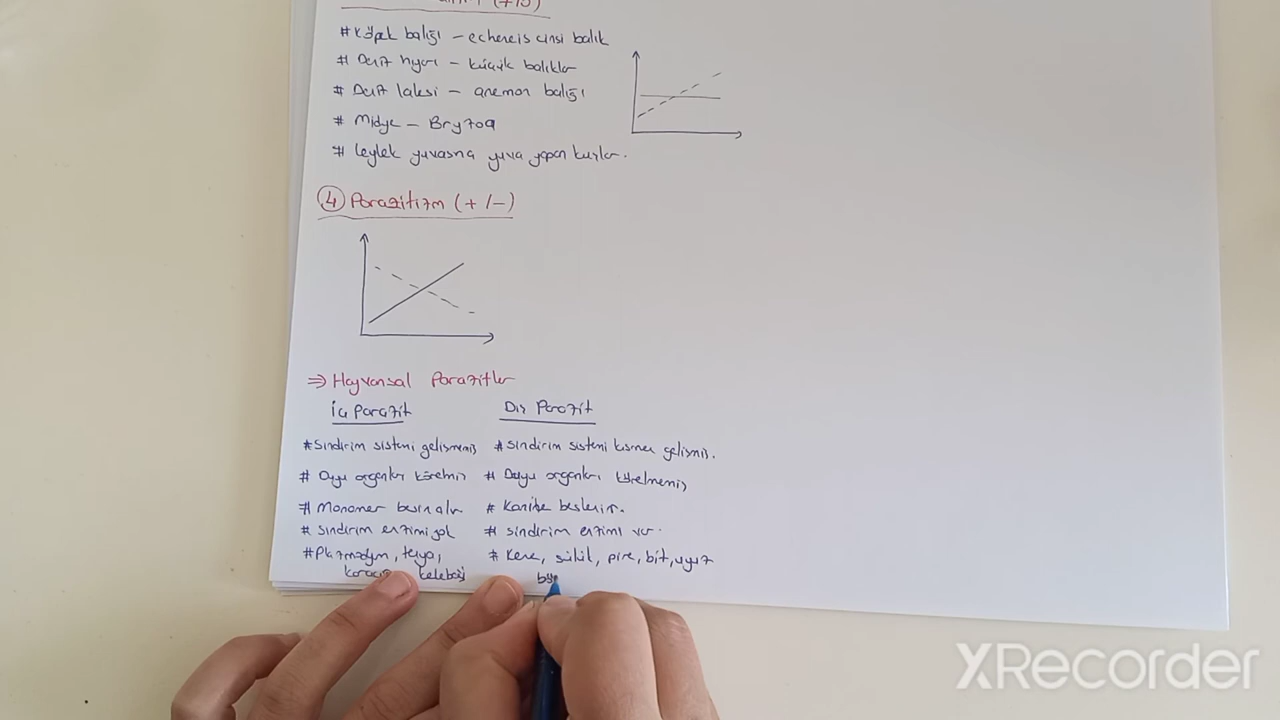 (+/0)
# Köpek balığı – echeneis cinsi balık
# Deniz hıyarı – küçük balıklar
# Deniz lalesi – anemon balığı
# Midye – Bryzoa
# Leylek yuvasına yuva yapan kuşlar.
④ Parazitizm (+/–)
⇒ Hayvansal Parazitler
İç Parazit
Dış Parazit
# Sindirim sistemi gelişmemiş
# Sindirim sistemi kısmen gelişmiş.
# Duyu organları körelmiş
# Duyu organları körelmemiş
# Monomer besin alır
# Kan ile beslenir.
# Sindirim enzimi yok
# Sindirim enzimi var.
# Plazmodyum, tenya,
karaciğer kelebeği
# Kene, sülük, pire, bit, uyuz
XRecorder